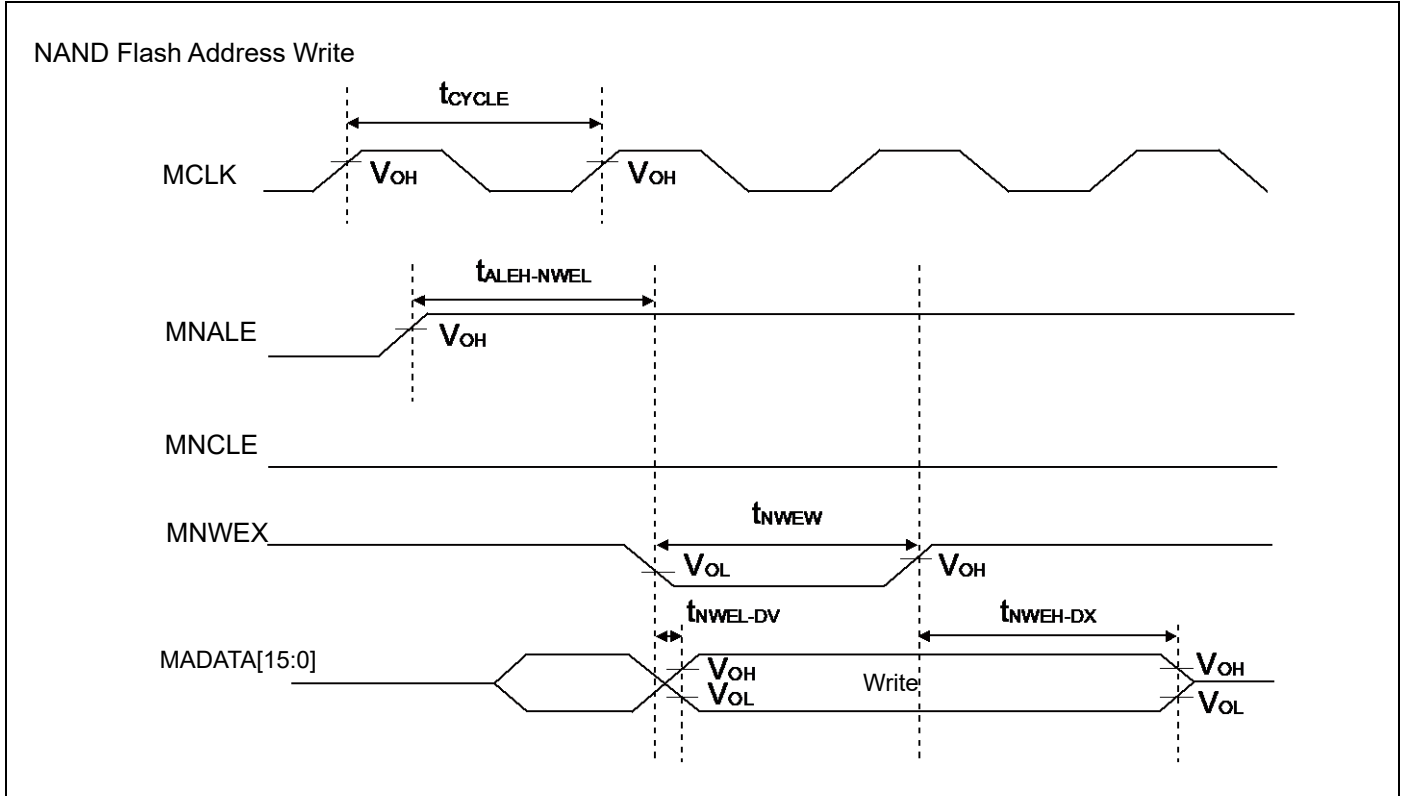 NAND Flash Address Write
tCYCLE
MCLK
VOH
VOH
tALEH-NWEL
MNALE
VOH
MNCLE
tNWEW
MNWEX
VOL
VOH
tNWEL-DV
tNWEH-DX
MADATA[15:0]
VOH
VOL
Write
VOH
VOL